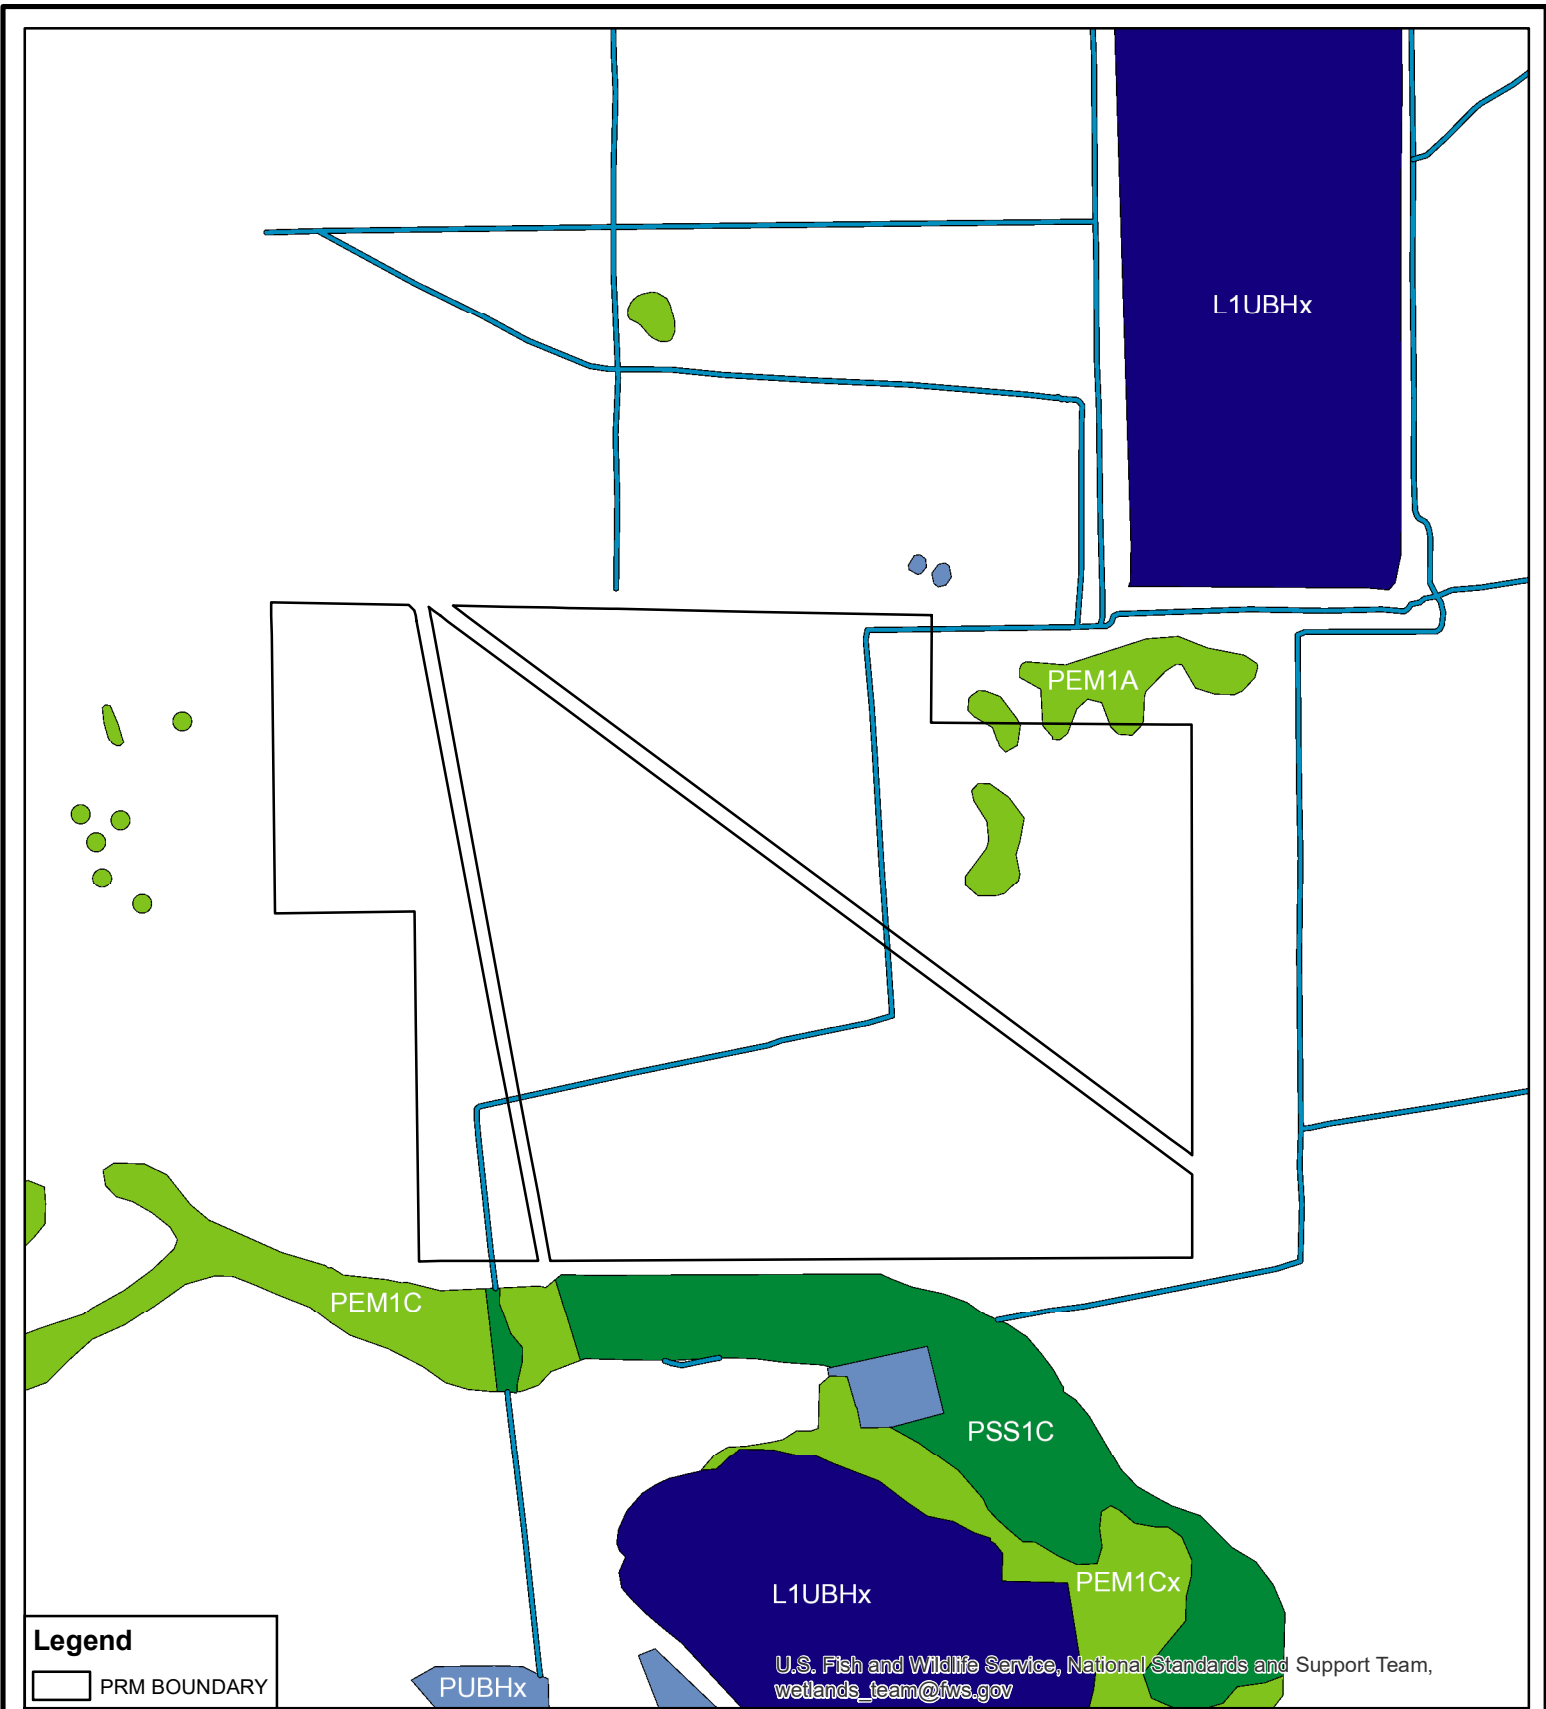 L1UBHx
PEM1A
PEM1C
PSS1C
PEM1Cx
L1UBHx
Legend
PRM BOUNDARY
PUBHx
U.S. Fish and Wildlife Service, National Standards and Support Team,
wetlands_team@fws.gov